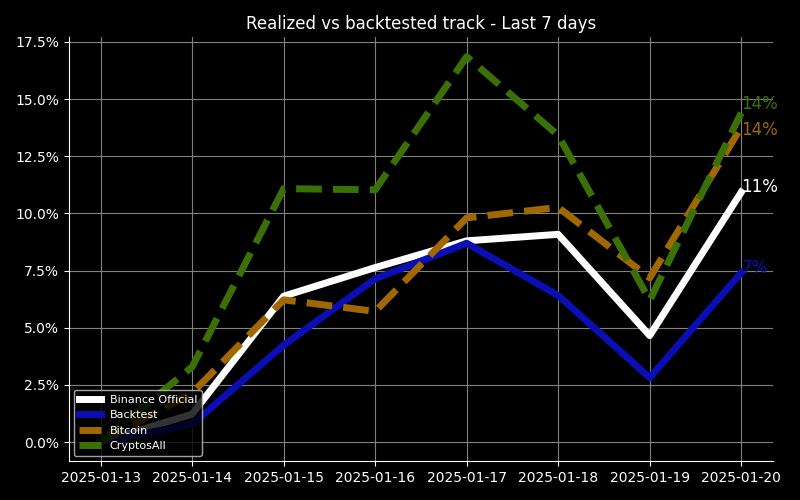 Realized vs backtested track - Last 7 days
17.5%
15.0%
12.5%
10.0%
7.5%
5.0%
2.5%
0.0%
14%
14%
11%
7%
Binance Official
Backtest
Bitcoin
CryptosAll
2025-01-13 2025-01-14 2025-01-15 2025-01-16 2025-01-17 2025-01-18 2025-01-19 2025-01-20